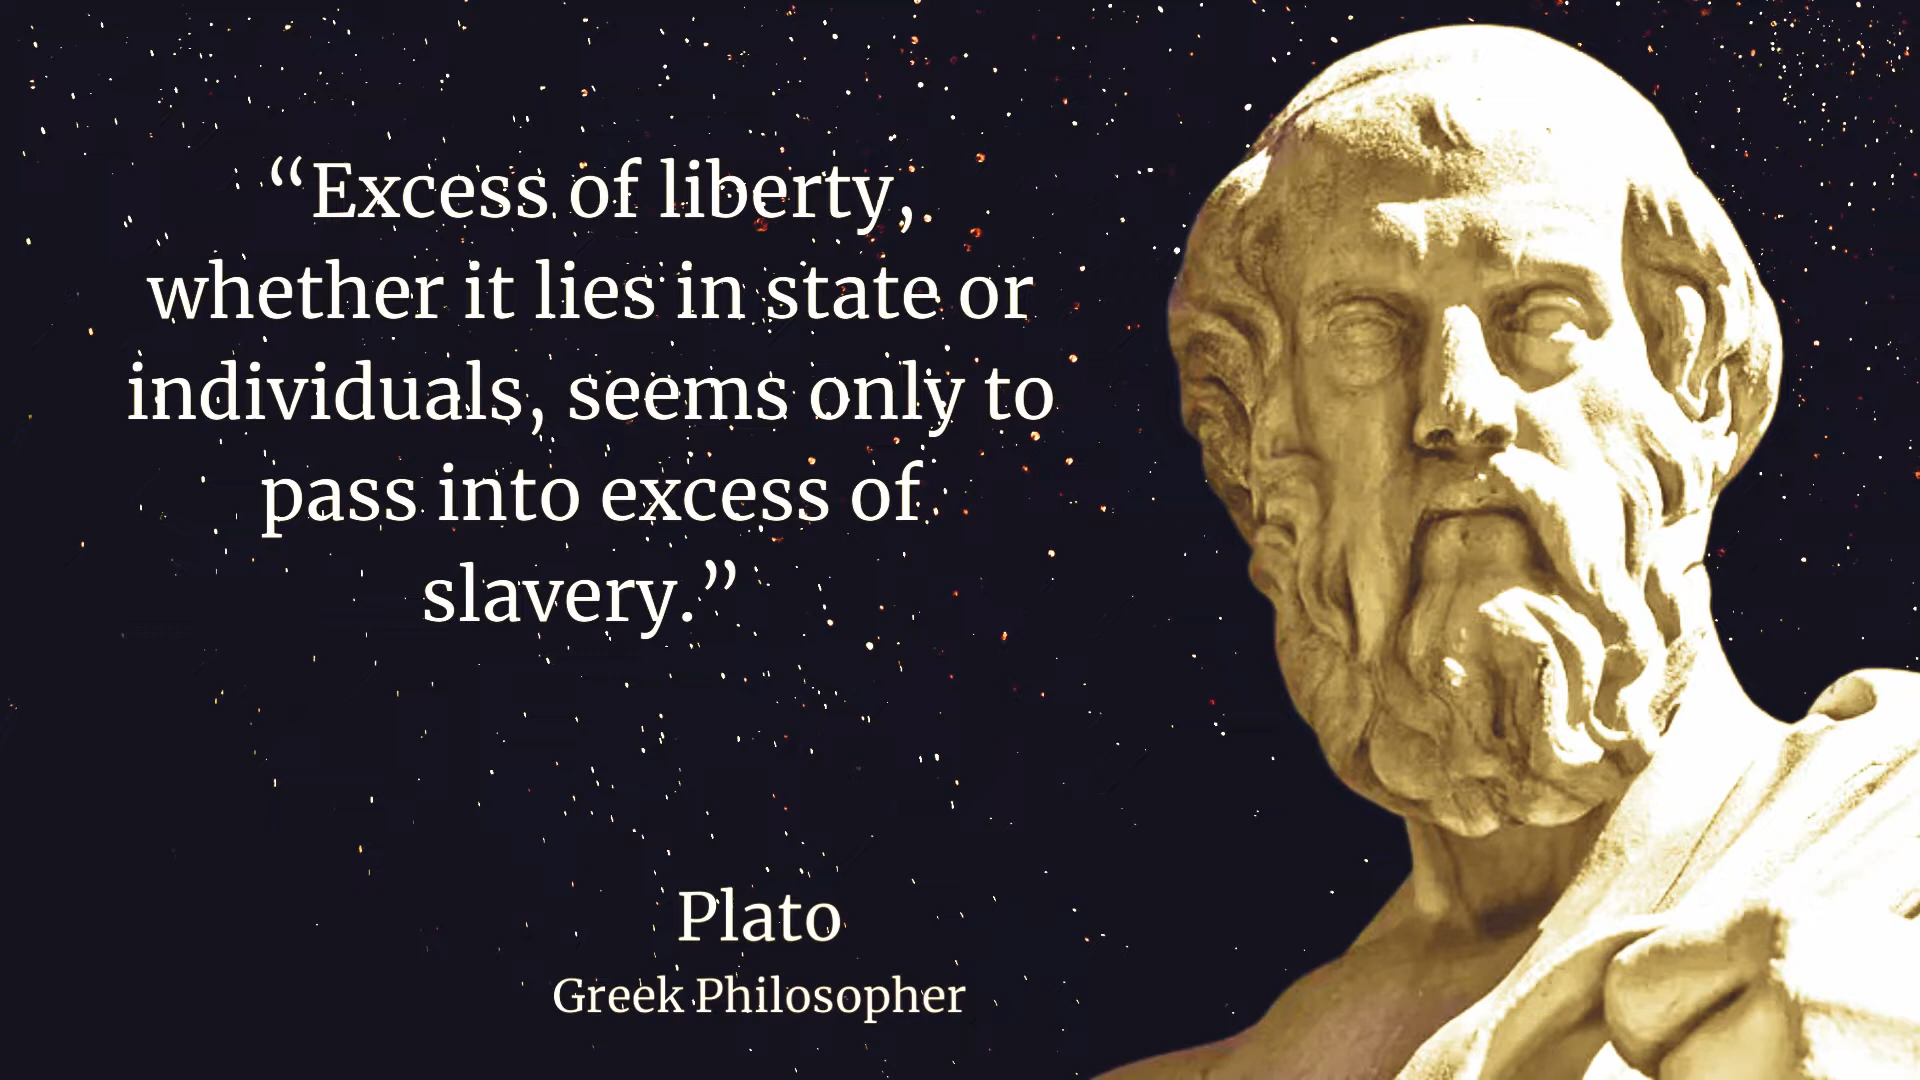 “Excess of liberty,
whether it lies in state or
individuals, seems only to
pass into excess of
slavery.”
Plato
Greek Philosopher